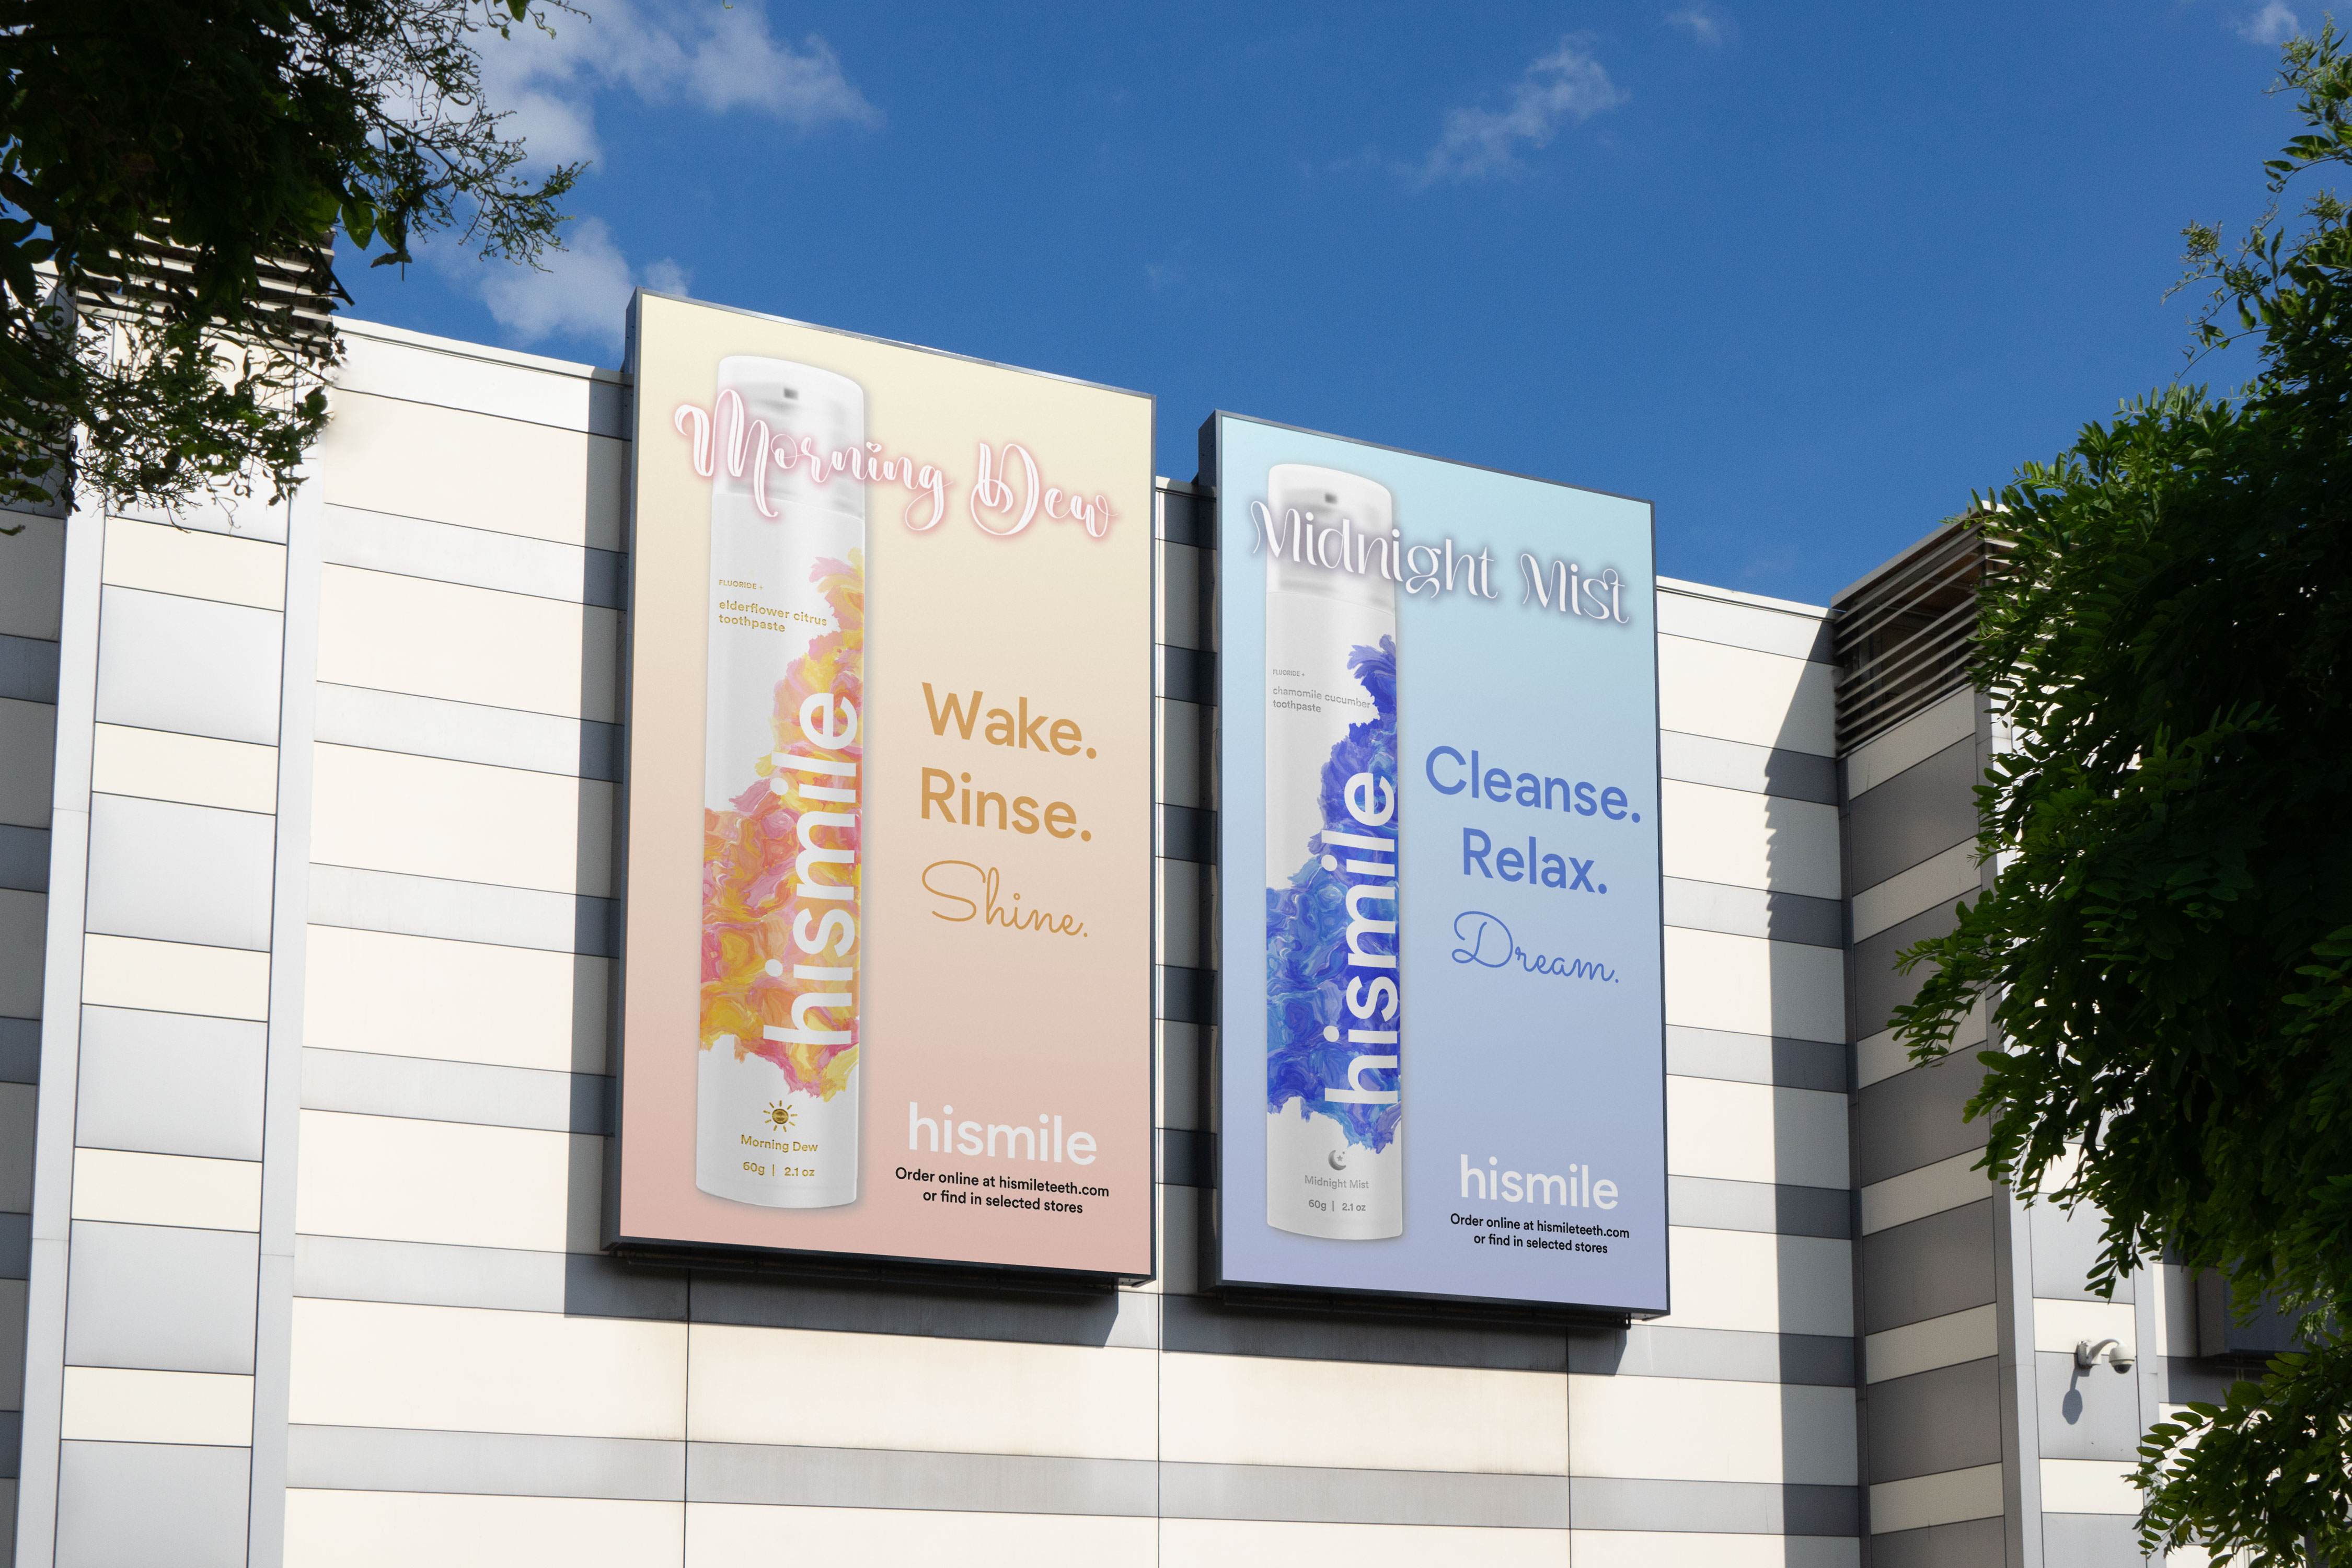 Morning Dew
FLUORIDE +
elderflower citrus
toothpaste
hismile
Morning Dew
60g | 2.1 oz
Wake.
Rinse.
Shine.
hismile
Order online at hismileteeth.com
or find in selected stores
Midnight Mist
FLUORIDE +
chamomile cucumber
toothpaste
hismile
Midnight Mist
60g | 2.1 oz
Cleanse.
Relax.
Dream.
hismile
Order online at hismileteeth.com
or find in selected stores